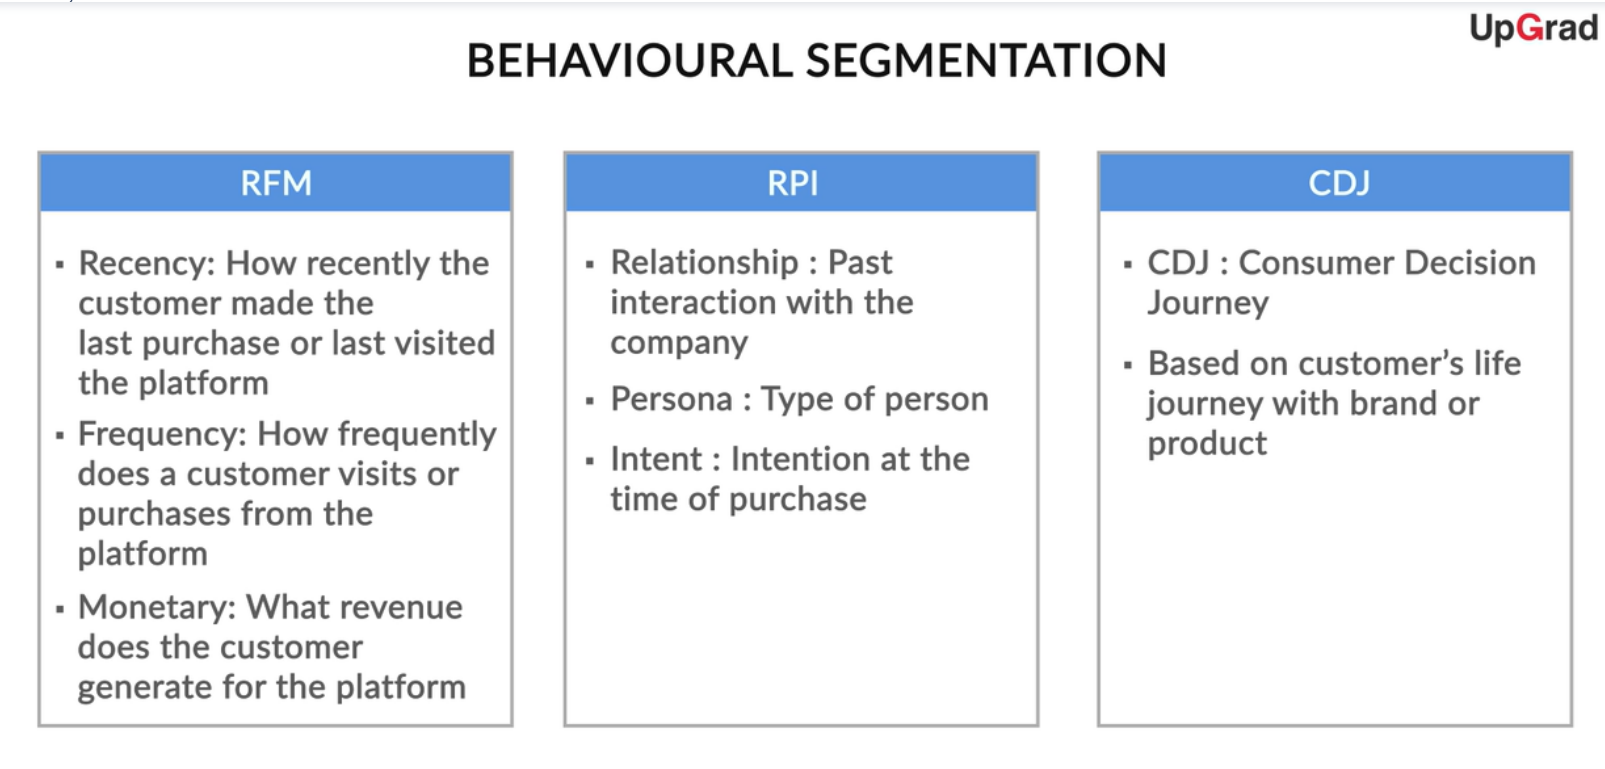 UpGrad
BEHAVIOURAL SEGMENTATION
RFM
▪ Recency: How recently the
customer made the
last purchase or last visited
the platform
▪ Frequency: How frequently
does a customer visits or
purchases from the
platform
▪ Monetary: What revenue
does the customer
generate for the platform
RPI
▪ Relationship : Past
interaction with the
company
▪ Persona : Type of person
▪ Intent : Intention at the
time of purchase
CDJ
▪ CDJ : Consumer Decision
Journey
▪ Based on customer’s life
journey with brand or
product